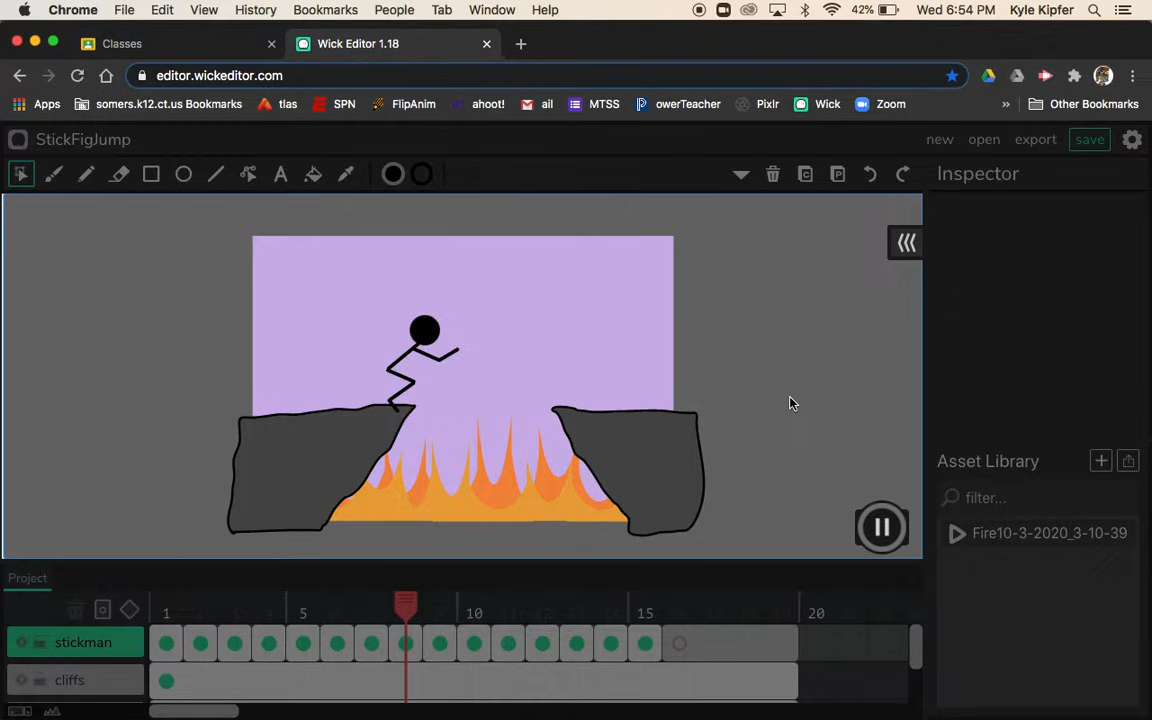 Chrome File Edit View History Bookmarks People Tab Window Help 42% Wed 6:54 PM Kyle Kipfer
Classes Wick Editor 1.18
editor.wickeditor.com
Apps somers.k12.ct.us Bookmarks tlas SPN FlipAnim ahoot! ail MTSS owerTeacher Pixlr Wick Zoom » Other Bookmarks
StickFigJump new open export save
A C P Inspector
Asset Library
filter...
Fire10-3-2020_3-10-39
Project
1 5 10 15 20
stickman
cliffs